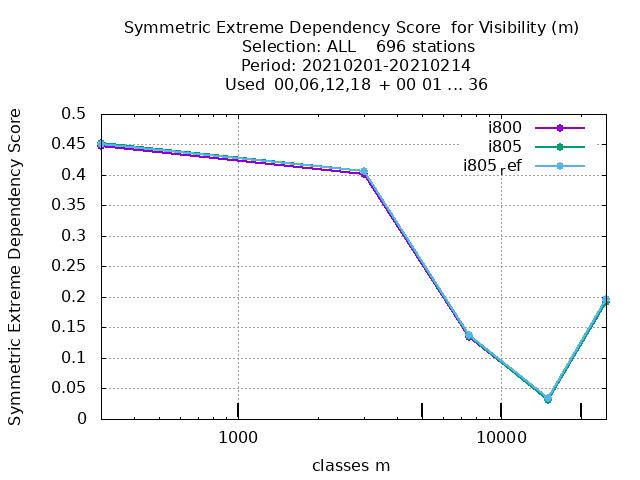 Symmetric Extreme Dependency Score for Visibility (m)
Selection: ALL 696 stations
Period: 20210201-20210214
Used 00,06,12,18 + 00 01 ... 36
Symmetric Extreme Dependency Score
0.5
0.45
0.4
0.35
0.3
0.25
0.2
0.15
0.1
0.05
0
i800
i805
i805ref
1000
10000
classes m